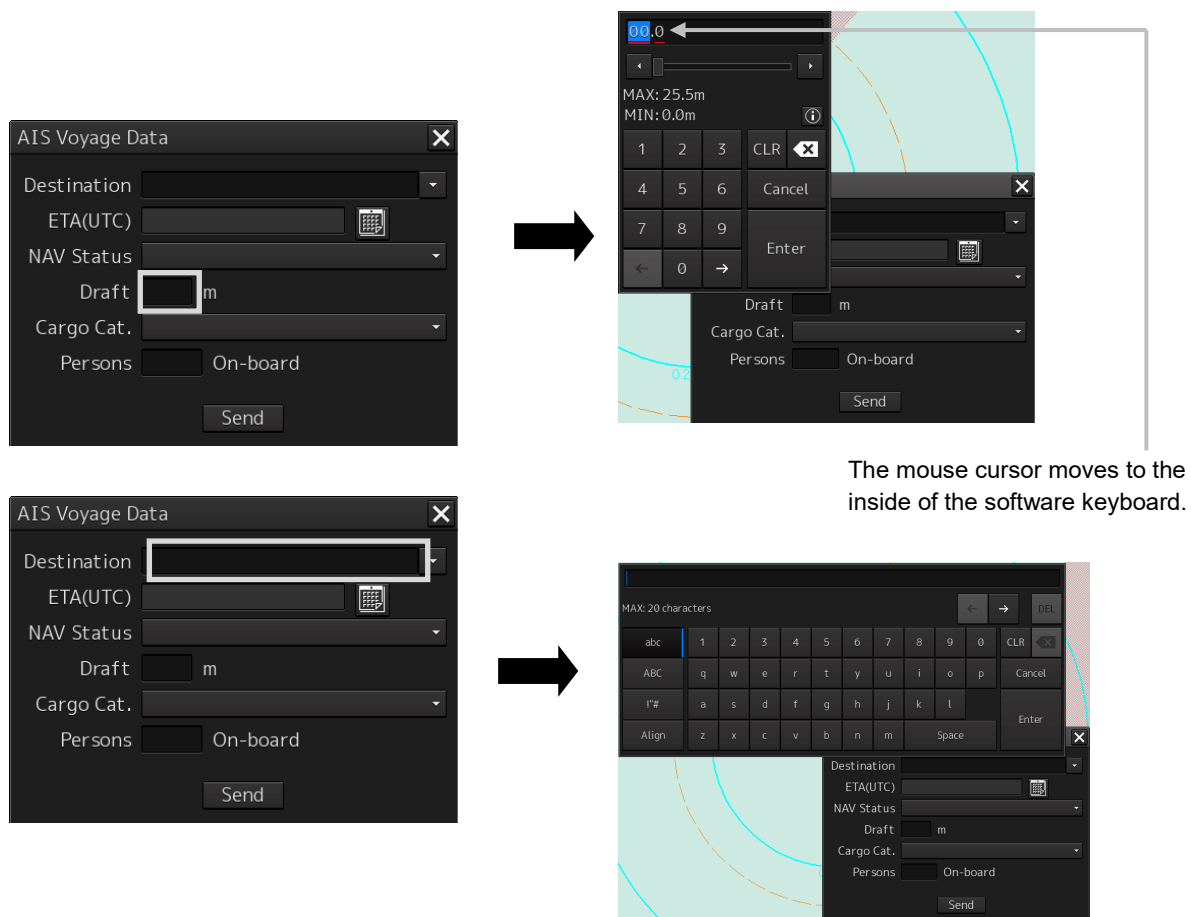 AIS Voyage Data
Destination
ETA(UTC)
NAV Status
Draft m
Cargo Cat.
Persons On-board
Send
00.0
MAX: 25.5m
MIN: 0.0m
1 2 3 CLR
4 5 6 Cancel
7 8 9
Enter
← 0 →
Draft m
Cargo Cat.
Persons On-board
Send
The mouse cursor moves to the
inside of the software keyboard.
AIS Voyage Data
Destination
ETA(UTC)
NAV Status
Draft m
Cargo Cat.
Persons On-board
Send
MAX: 20 characters ← → DEL
abc 1 2 3 4 5 6 7 8 9 0 CLR
ABC q w e r t y u i o p Cancel
!"# a s d f g h j k l Enter
Align z x c v b n m Space
Destination
ETA(UTC)
NAV Status
Draft m
Cargo Cat.
Persons On-board
Send